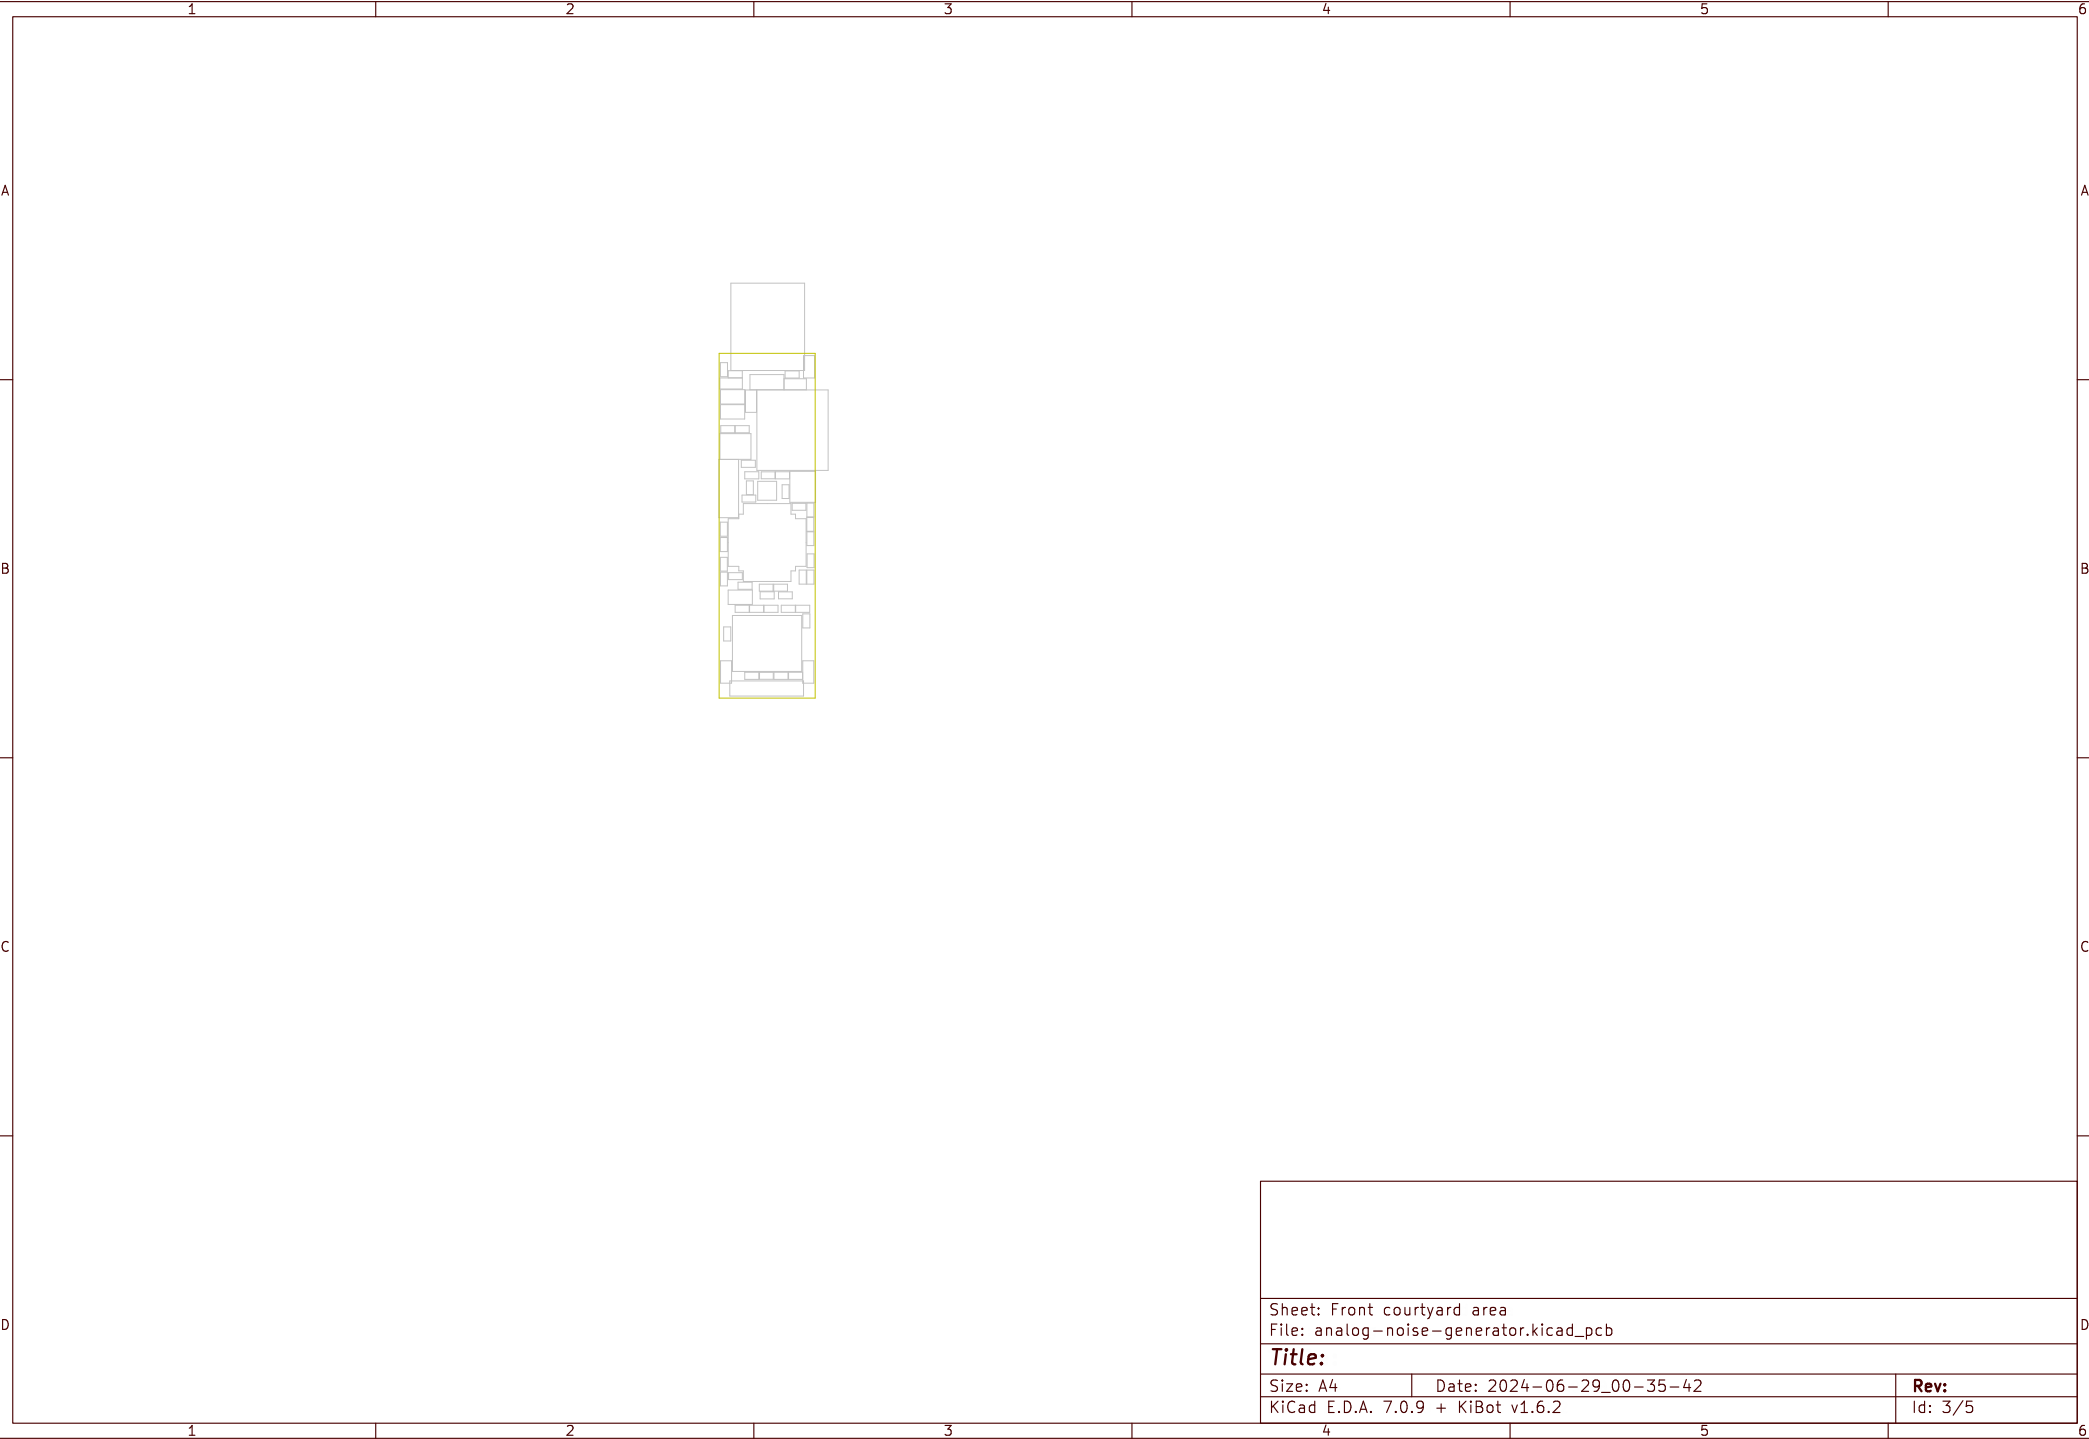 1 2 3 4 5 6
A A
B B
C C
Sheet: Front courtyard area
File: analog-noise-generator.kicad_pcb
D D
Title:
Size: A4 Date: 2024-06-29_00-35-42 Rev:
KiCad E.D.A. 7.0.9 + KiBot v1.6.2 Id: 3/5
1 2 3 4 5 6